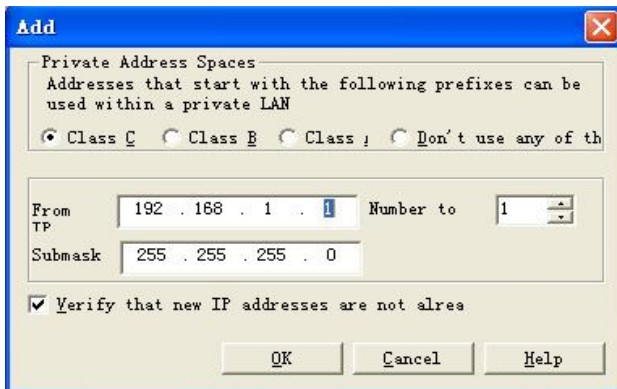 Add
Private Address Spaces
Addresses that start with the following prefixes can be
used within a private LAN
Class C Class B Class Don't use any of th
From 192 . 168 . 1 . 1 Number to 1
IP
Submask 255 . 255 . 255 . 0
Verify that new IP addresses are not alrea
OK Cancel Help